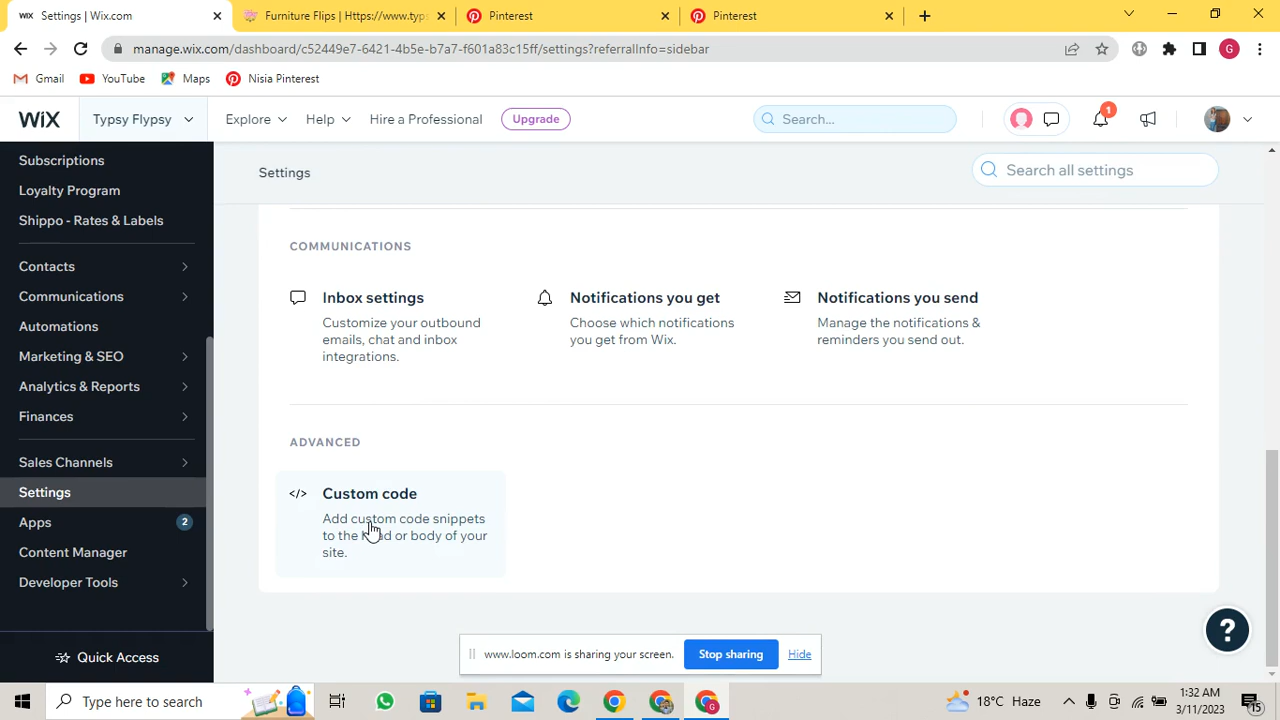 Settings | Wix.com
Furniture Flips | Https://www.typs
Pinterest
Pinterest
manage.wix.com/dashboard/c52449e7-6421-4b5e-b7a7-f601a83c15ff/settings?referralInfo=sidebar
G
Gmail
YouTube
Maps
Nisia Pinterest
WiX
Typsy Flypsy
Explore
Help
Hire a Professional
Upgrade
Search...
1
Subscriptions
Loyalty Program
Shippo - Rates & Labels
Contacts
Communications
Automations
Marketing & SEO
Analytics & Reports
Finances
Sales Channels
Settings
Apps 2
Content Manager
Developer Tools
Quick Access
Settings
Search all settings
COMMUNICATIONS
Inbox settings
Customize your outbound
emails, chat and inbox
integrations.
Notifications you get
Choose which notifications
you get from Wix.
Notifications you send
Manage the notifications &
reminders you send out.
ADVANCED
</> Custom code
Add custom code snippets
to the head or body of your
site.
?
www.loom.com is sharing your screen.
Stop sharing
Hide
Type here to search
G
18°C Haze
1:32 AM
3/11/2023
15